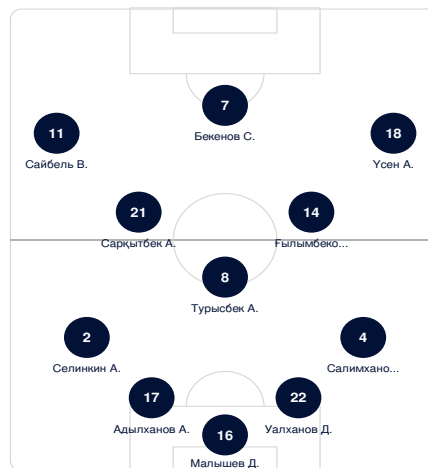 7
Бекенов С.
11
Сайбель В.
18
Үсен А.
21
Сарқытбек А.
14
Ғылымбеко...
8
Турысбек А.
2
Селинкин А.
4
Салимхано...
17
Адылханов А.
22
Уалханов Д.
16
Малышев Д.